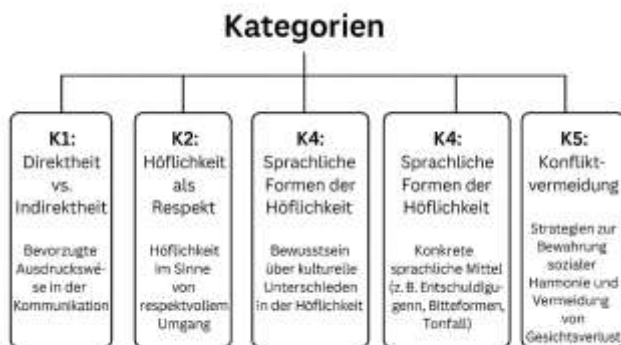 Kategorien
K1:
Direktheit
vs.
Indirektheit
Bevorzugte
Ausdruckswé-
se in der
Kommunikation
K2:
Höflichkeit
als
Respekt
Höflichkeit
im Sinne
von
respektvollem
Umgang
K4:
Sprachliche
Formen der
Höflichkeit
Bewusstsein
über kulturelle
Unterschieden
in der Höflichkeit
K4:
Sprachliche
Formen der
Höflichkeit
Konkrete
sprachliche Mittel
(z. B. Entschuldigu-
genn, Bitteformen,
Tonfall)
K5:
Konflikt-
vermeidung
Strategien zur
Bewahrung
sozialer
Harmonie und
Vermeidung
von
Gesichtsverlust